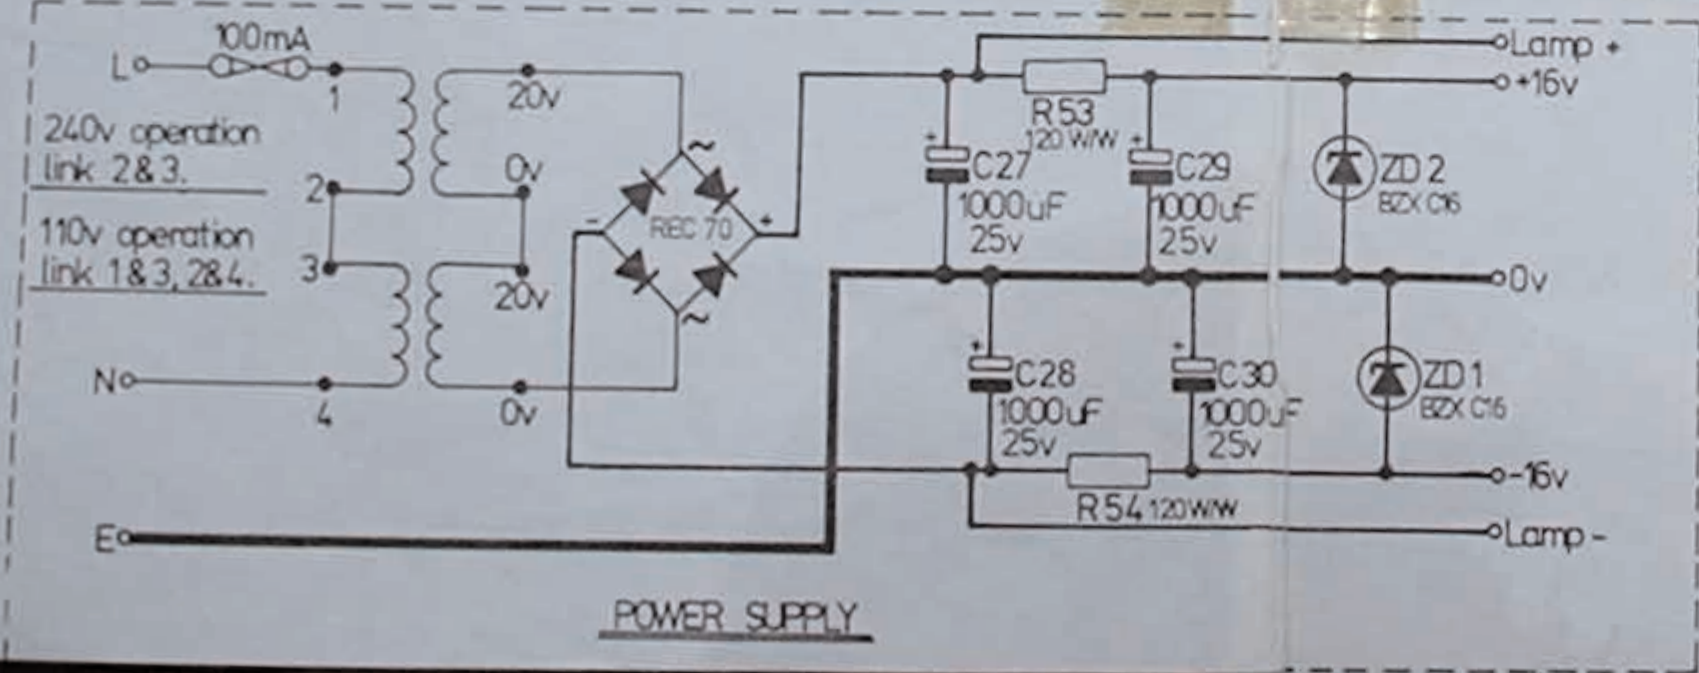 100mA
L
1
20v
Lamp +
+16v
240v operation
link 2&3.
2
0v
~
R53
120 W/W
+
C27
1000uF
25v
+
C29
1000uF
25v
ZD 2
BZX C16
110v operation
link 1&3, 2&4.
3
20v
-
REC 70
+
~
0v
N
4
0v
+
C28
1000uF
25v
+
C30
1000uF
25v
ZD 1
BZX C16
-16v
R54 120W/W
E
Lamp -
POWER SUPPLY